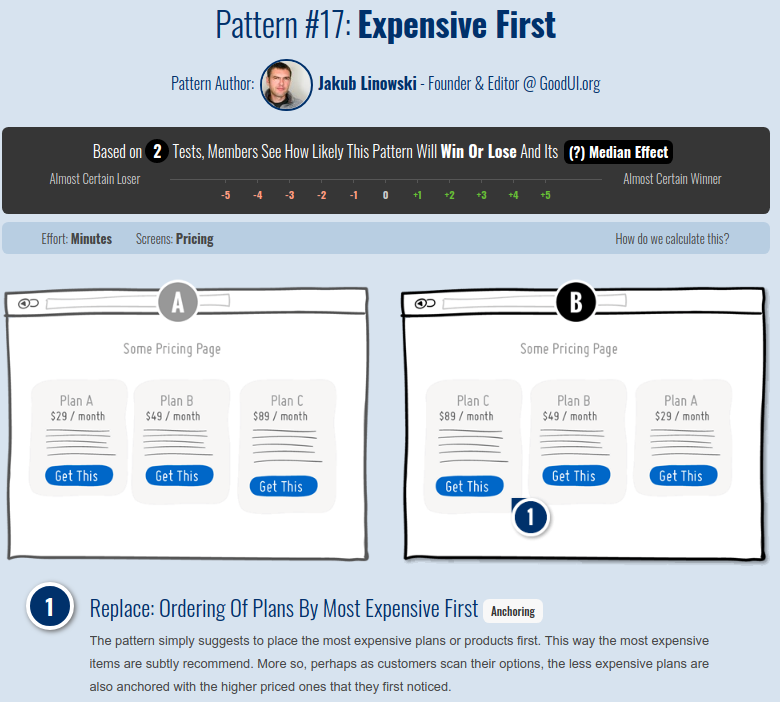 Pattern #17: Expensive First
Pattern Author: Jakub Linowski - Founder & Editor @ GoodUI.org
Based on 2 Tests, Members See How Likely This Pattern Will Win Or Lose And Its (?) Median Effect
Almost Certain Loser
Almost Certain Winner
-5 -4 -3 -2 -1 0 +1 +2 +3 +4 +5
Effort: Minutes Screens: Pricing How do we calculate this?
A
Some Pricing Page
Plan A Plan B Plan C
$29 / month $49 / month $89 / month
Get This Get This Get This
B
Some Pricing Page
Plan C Plan B Plan A
$89 / month $49 / month $29 / month
Get This Get This Get This
1
1 Replace: Ordering Of Plans By Most Expensive First Anchoring
The pattern simply suggests to place the most expensive plans or products first. This way the most expensive
items are subtly recommend. More so, perhaps as customers scan their options, the less expensive plans are
also anchored with the higher priced ones that they first noticed.